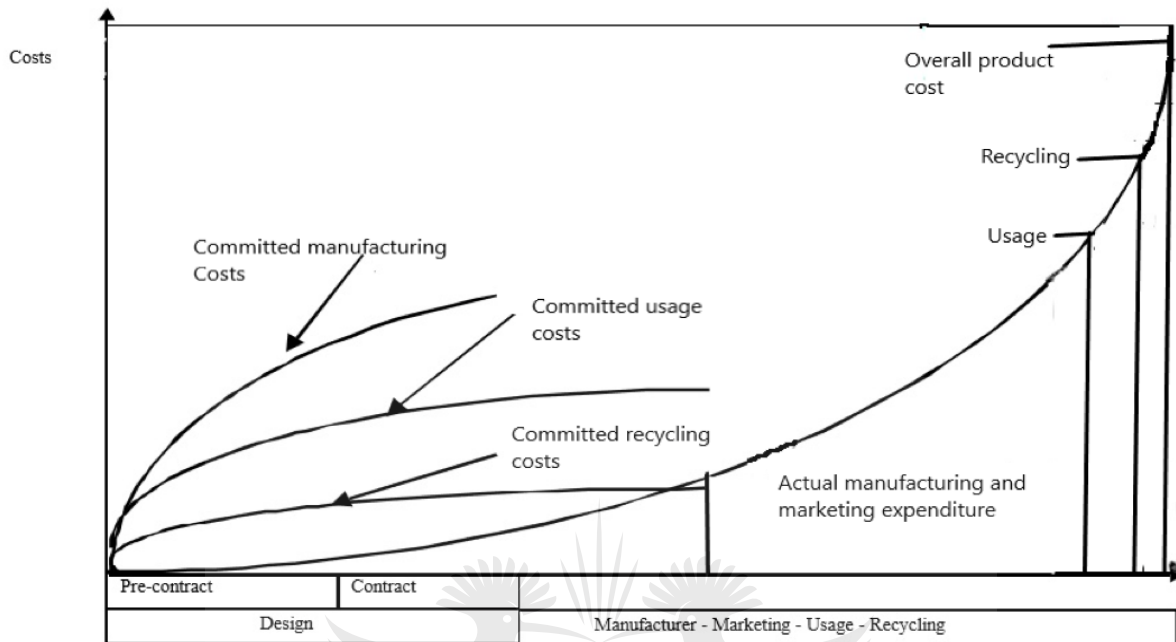 Costs
Overall product
cost
Recycling
Usage
Committed manufacturing
Costs
Committed usage
costs
Committed recycling
costs
Actual manufacturing and
marketing expenditure
Pre-contract
Contract
Design
Manufacturer - Marketing - Usage - Recycling